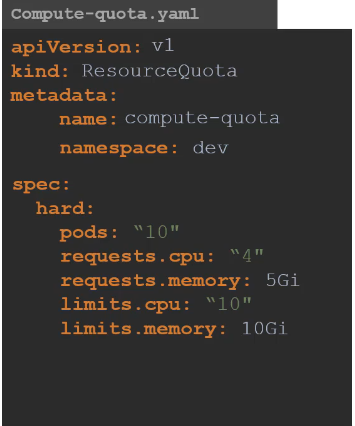 Compute-quota.yaml
apiVersion: v1
kind: ResourceQuota
metadata:
    name: compute-quota
    namespace: dev
spec:
  hard:
    pods: “10"
    requests.cpu: “4"
    requests.memory: 5Gi
    limits.cpu: “10"
    limits.memory: 10Gi